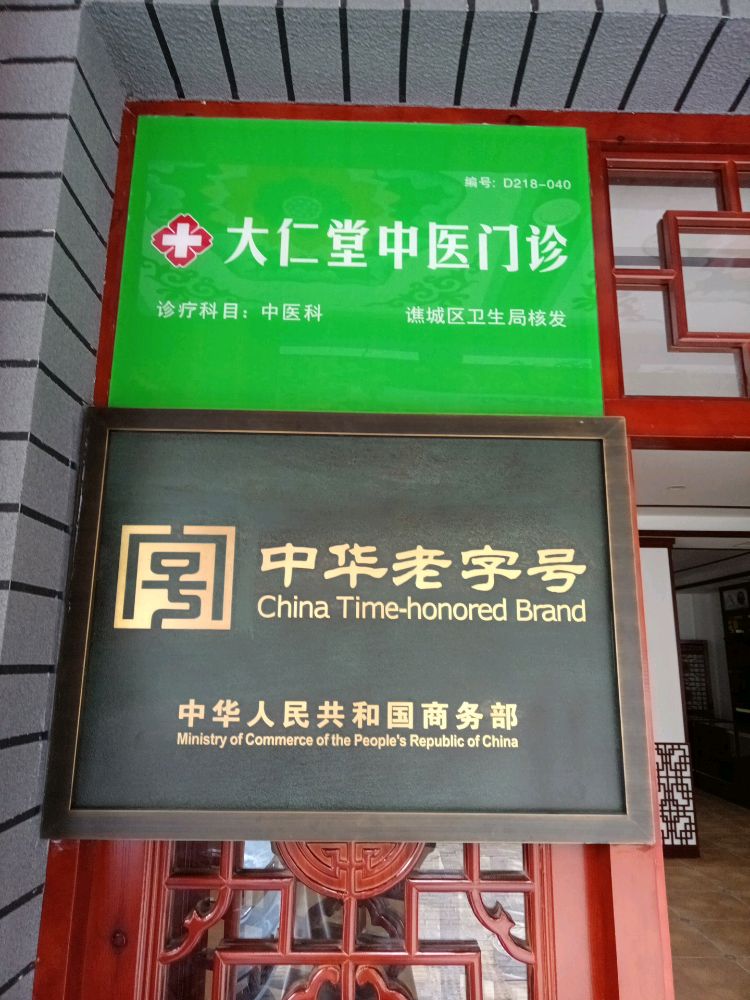 编号: D218-040
大仁堂中医门诊
诊疗科目: 中医科 谯城区卫生局核发
中华老字号
China Time-honored Brand
中华人民共和国商务部
Ministry of Commerce of the People's Republic of China